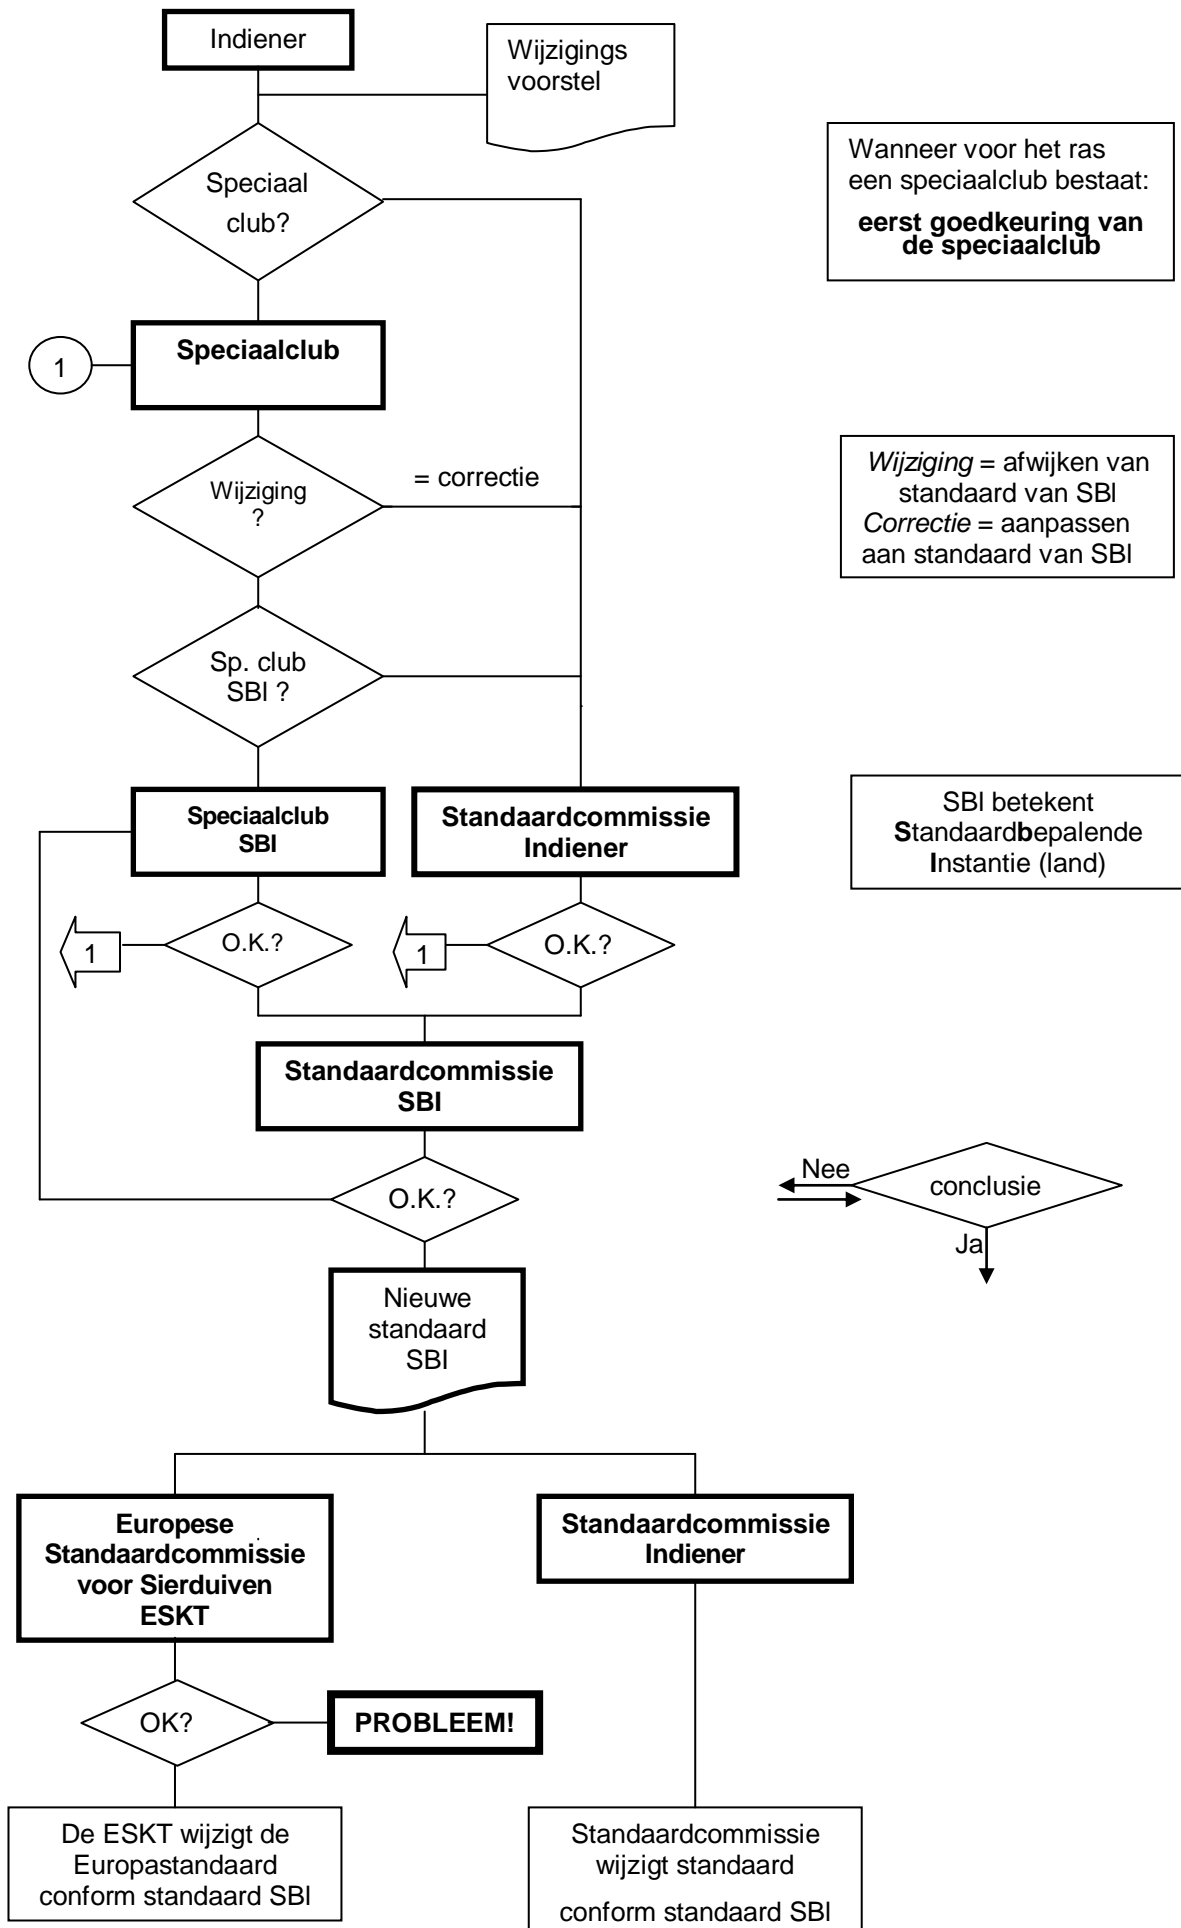 Indiener
Wijzigings
voorstel
Speciaal
club?
Wanneer voor het ras
een speciaalclub bestaat:
eerst goedkeuring van
de speciaalclub
Speciaalclub
1
Wijziging
?
= correctie
Wijziging = afwijken van
standaard van SBI
Correctie = aanpassen
aan standaard van SBI
Sp. club
SBI ?
Speciaalclub
SBI
Standaardcommissie
Indiener
SBI betekent
Standaardbepalende
Instantie (land)
1
O.K.?
1
O.K.?
Standaardcommissie
SBI
O.K.?
Nee
conclusie
Ja
Nieuwe
standaard
SBI
Europese
Standaardcommissie
voor Sierduiven
ESKT
Standaardcommissie
Indiener
OK?
PROBLEEM!
De ESKT wijzigt de
Europastandaard
conform standaard SBI
Standaardcommissie
wijzigt standaard
conform standaard SBI